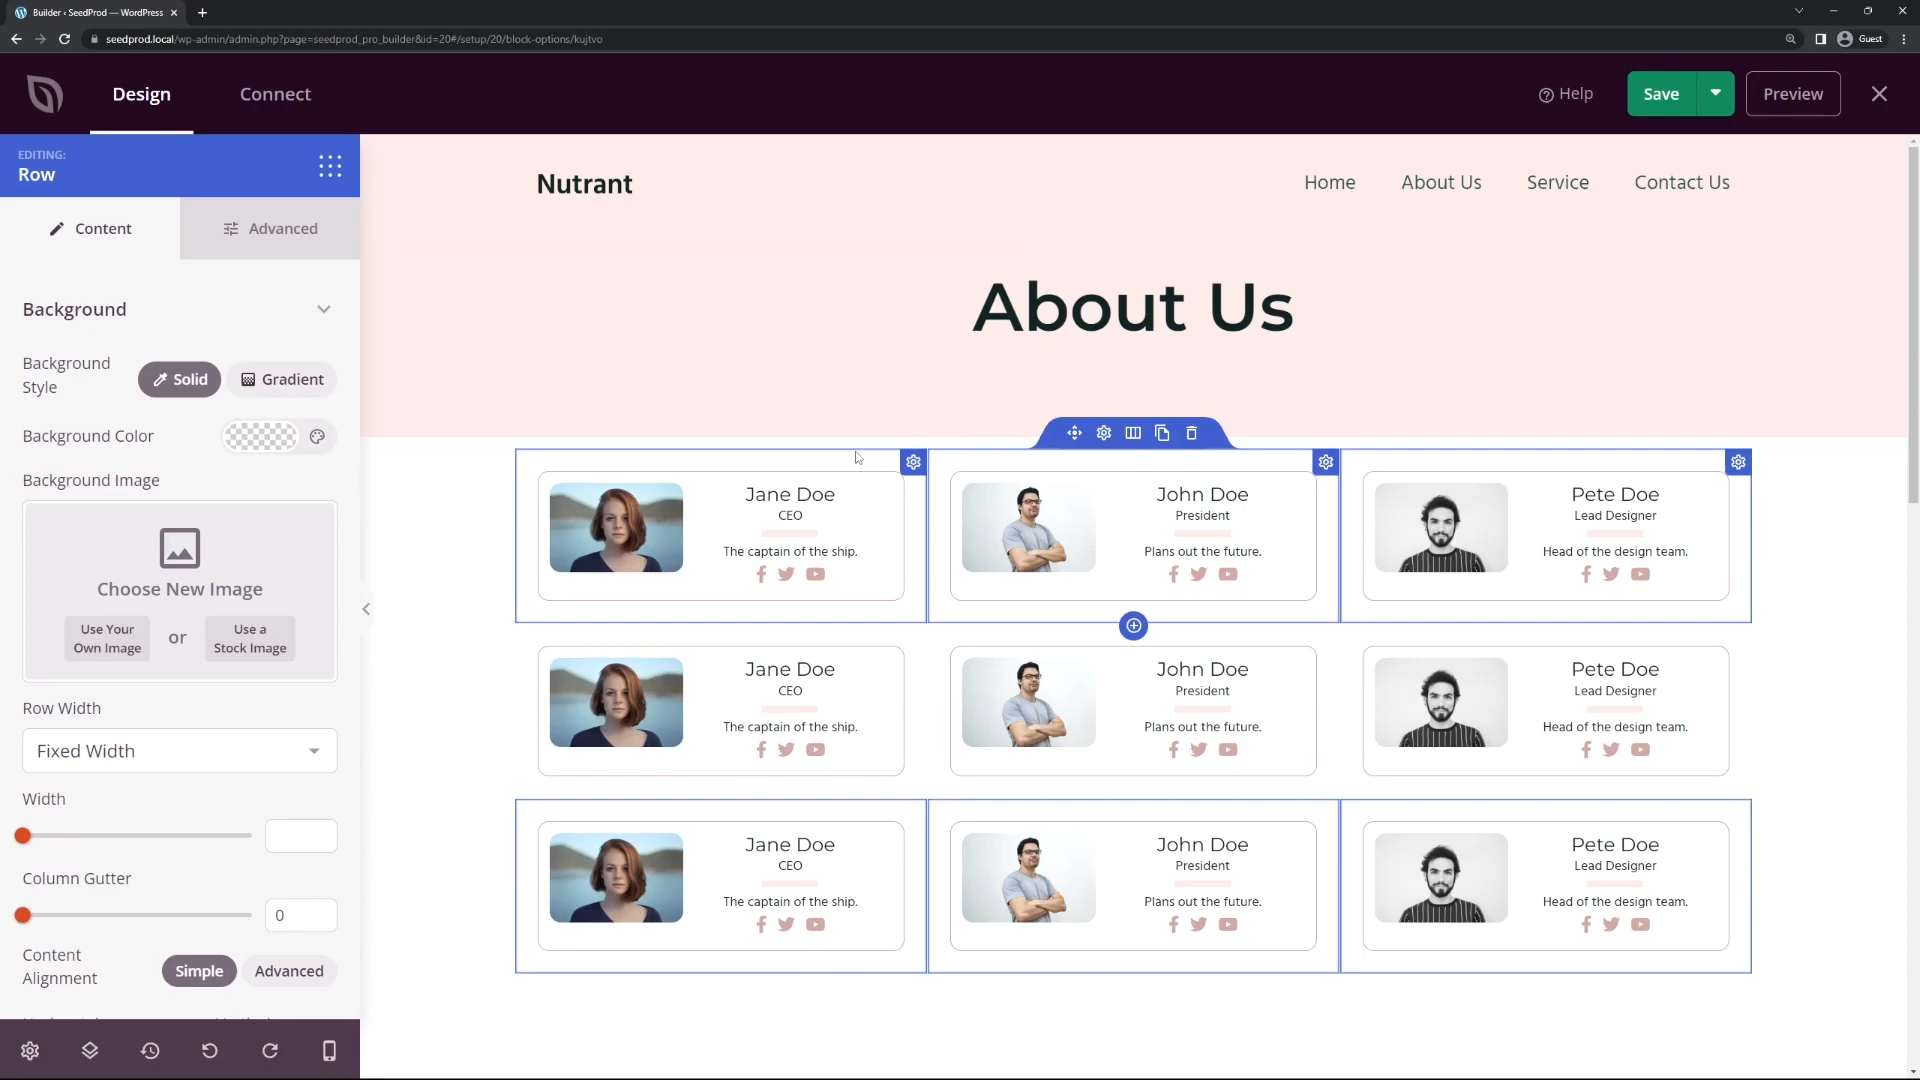 Builder ‹ SeedProd — WordPress
seedprod.local/wp-admin/admin.php?page=seedprod_pro_builder&id=20#/setup/20/block-options/kujtvo
Guest
Design
Connect
Help
Save
Preview
EDITING:
Row
Content
Advanced
Background
Background
Style
Solid
Gradient
Background Color
Background Image
Choose New Image
Use Your
Own Image
or
Use a
Stock Image
Row Width
Fixed Width
Width
Column Gutter
0
Content
Alignment
Simple
Advanced
Nutrant
Home
About Us
Service
Contact Us
About Us
Jane Doe
CEO
The captain of the ship.
John Doe
President
Plans out the future.
Pete Doe
Lead Designer
Head of the design team.
Jane Doe
CEO
The captain of the ship.
John Doe
President
Plans out the future.
Pete Doe
Lead Designer
Head of the design team.
Jane Doe
CEO
The captain of the ship.
John Doe
President
Plans out the future.
Pete Doe
Lead Designer
Head of the design team.